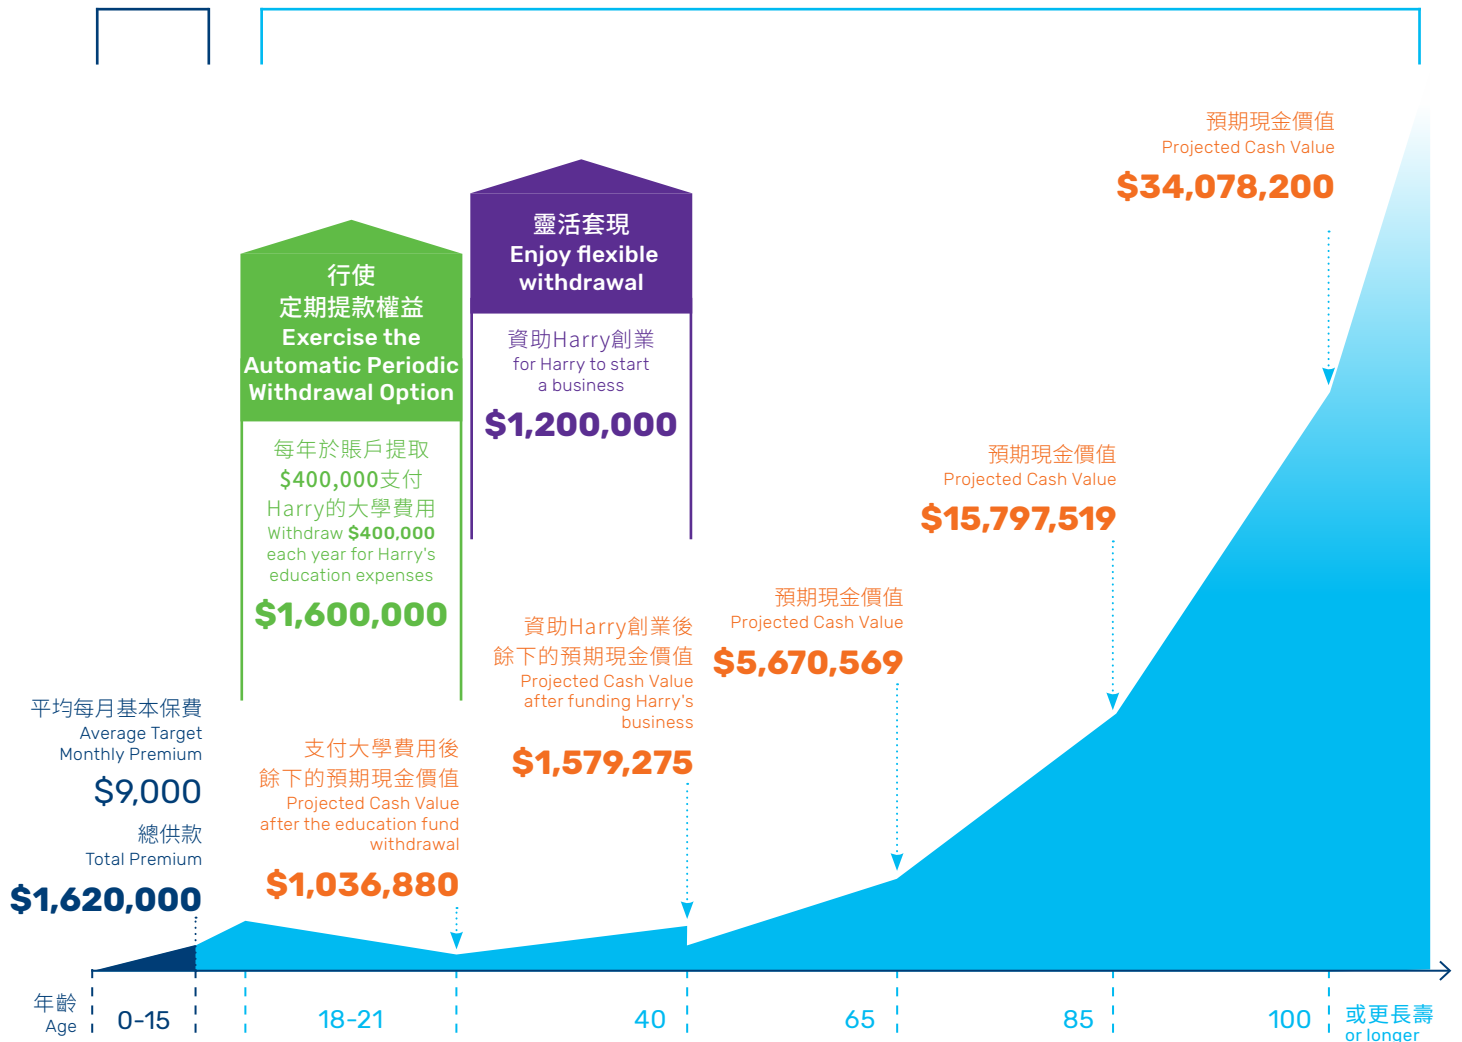 預期現金價值
Projected Cash Value
$34,078,200
靈活套現
Enjoy flexible
withdrawal
資助Harry創業
for Harry to start
a business
$1,200,000
行使
定期提款權益
Exercise the
Automatic Periodic
Withdrawal Option
每年於賬戶提取
$400,000支付
Harry的大學費用
Withdraw $400,000
each year for Harry's
education expenses
$1,600,000
預期現金價值
Projected Cash Value
$15,797,519
預期現金價值
Projected Cash Value
$5,670,569
資助Harry創業後
餘下的預期現金價值
Projected Cash Value
after funding Harry's
business
$1,579,275
平均每月基本保費
Average Target
Monthly Premium
$9,000
總供款
Total Premium
$1,620,000
支付大學費用後
餘下的預期現金價值
Projected Cash Value
after the education fund
withdrawal
$1,036,880
年齡
Age
0-15
18-21
40
65
85
100
或更長壽
or longer